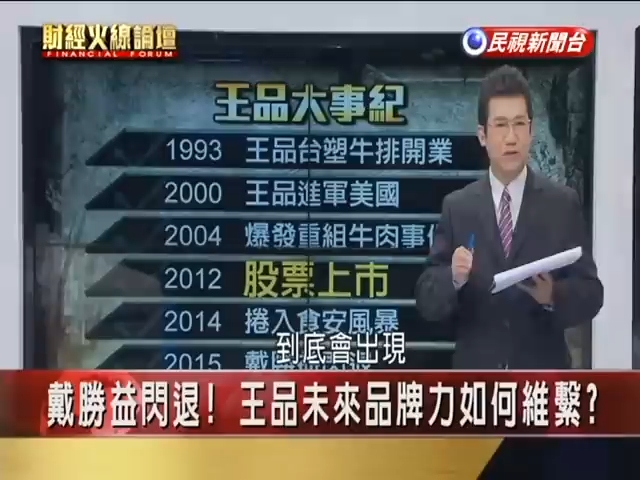 財經火線論壇
FINANCIAL FORUM
民視新聞台
王品大事紀
1993 王品台塑牛排開業
2000 王品進軍美國
2004 爆發重組牛肉事
2012 股票上市
2014 捲入食安風暴
2015 戴勝
到底會出現
戴勝益閃退! 王品未來品牌力如何維繫?